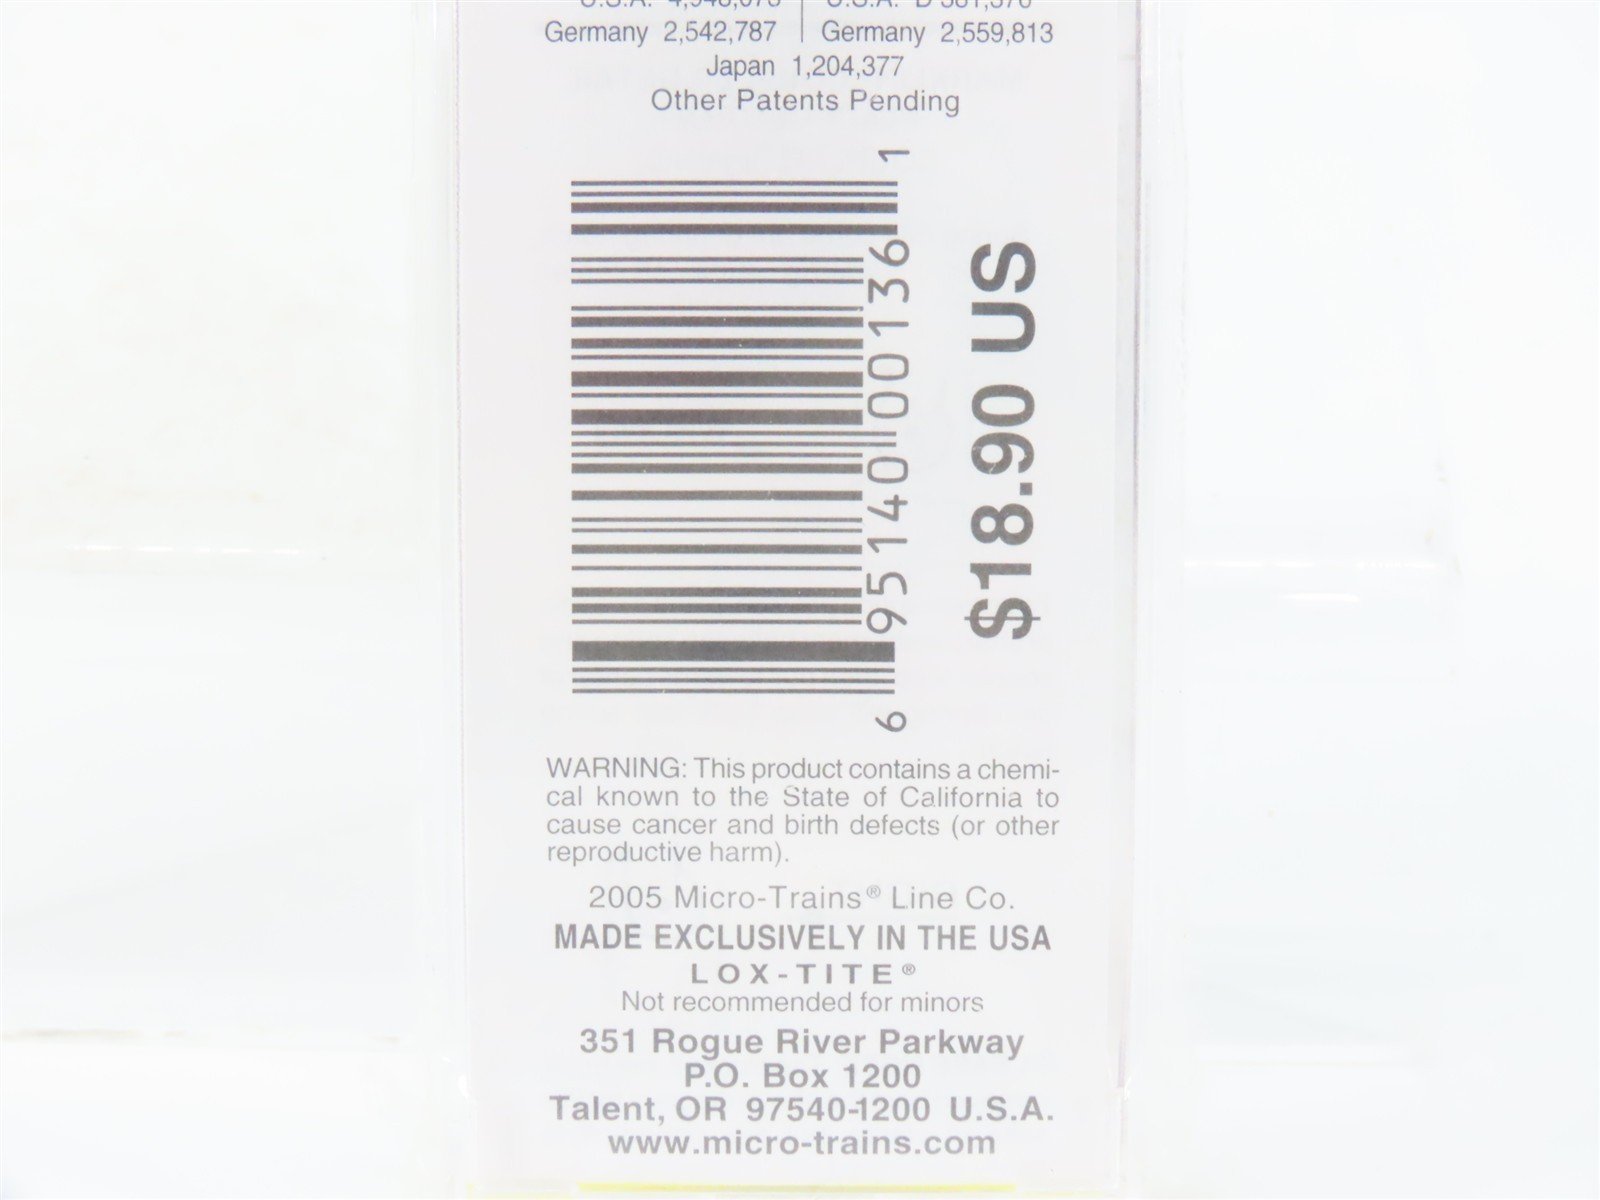 Germany 2,542,787 | Germany 2,559,813
Japan 1,204,377
Other Patents Pending
6 95140 00136 1
$18.90 US
WARNING: This product contains a chemi-
cal known to the State of California to
cause cancer and birth defects (or other
reproductive harm).
2005 Micro-Trains® Line Co.
MADE EXCLUSIVELY IN THE USA
LOX-TITE®
Not recommended for minors
351 Rogue River Parkway
P.O. Box 1200
Talent, OR 97540-1200 U.S.A.
www.micro-trains.com